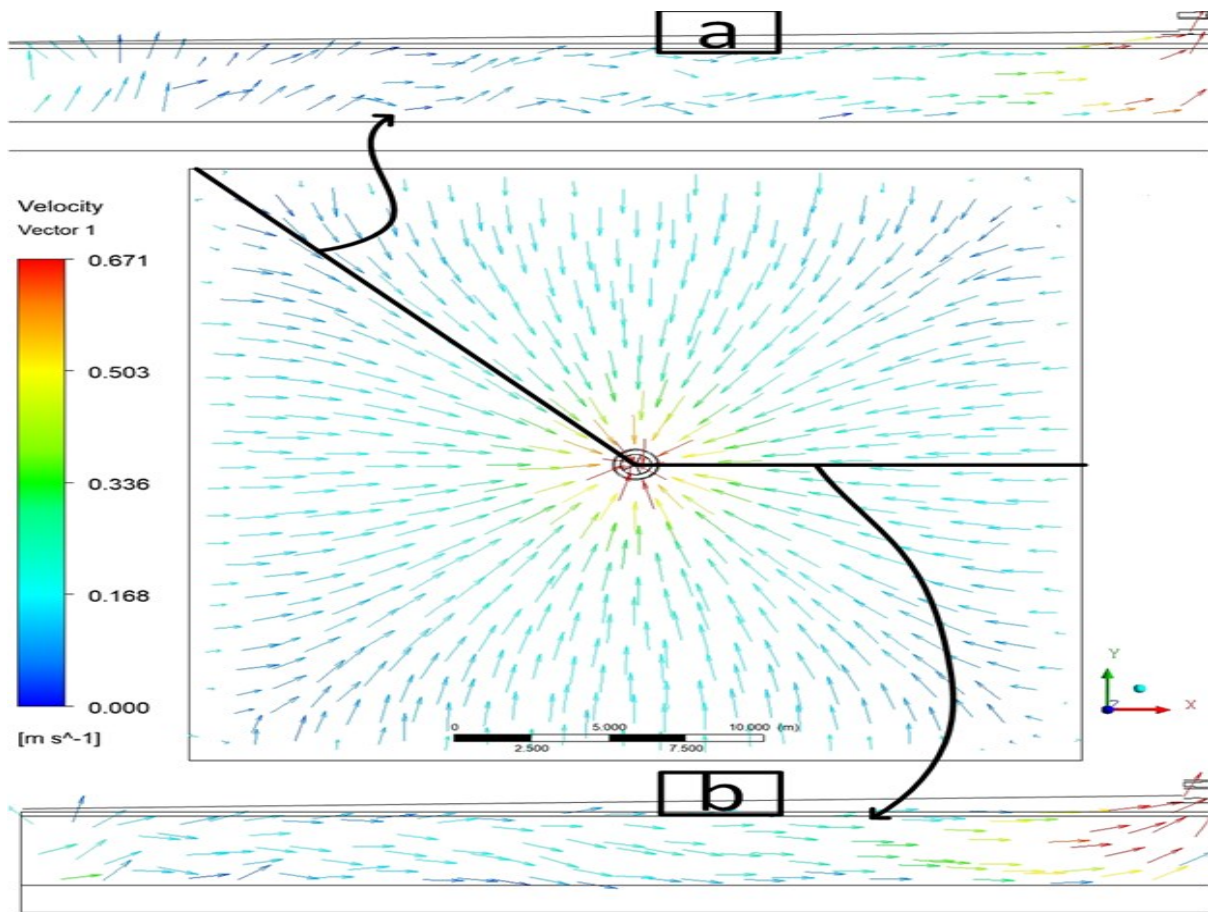 a
Velocity
Vector 1
0.671
0.503
0.336
0.168
0.000
[m s^-1]
0 5.000 10.000 (m)
2.500 7.500
Y
Z X
b